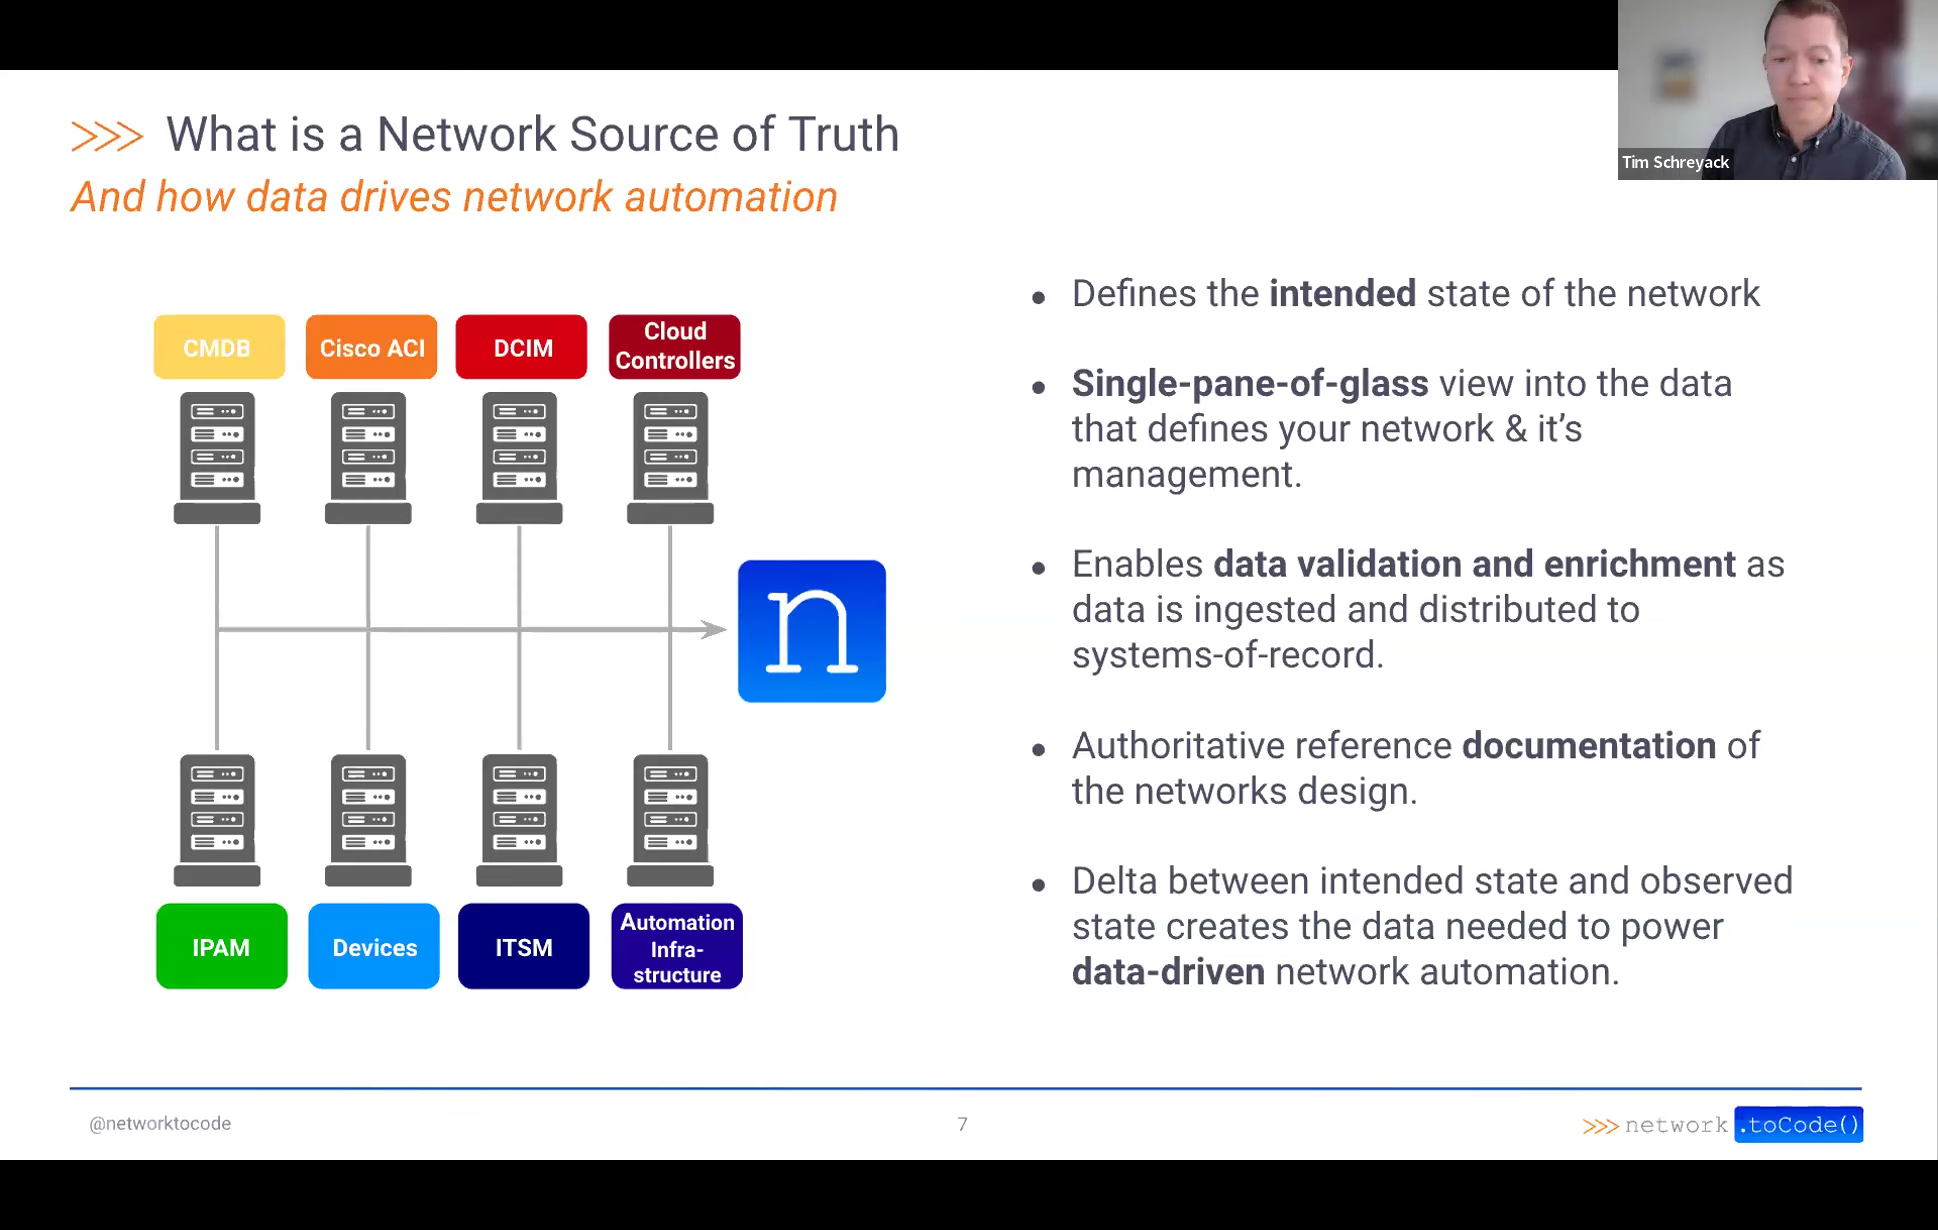 Tim Schreyack
>>> What is a Network Source of Truth
And how data drives network automation
CMDB
Cisco ACI
DCIM
Cloud
Controllers
n
IPAM
Devices
ITSM
Automation
Infra-
structure
• Defines the intended state of the network
• Single-pane-of-glass view into the data
that defines your network & it’s
management.
• Enables data validation and enrichment as
data is ingested and distributed to
systems-of-record.
• Authoritative reference documentation of
the networks design.
• Delta between intended state and observed
state creates the data needed to power
data-driven network automation.
@networktocode
7
>>> network .toCode()